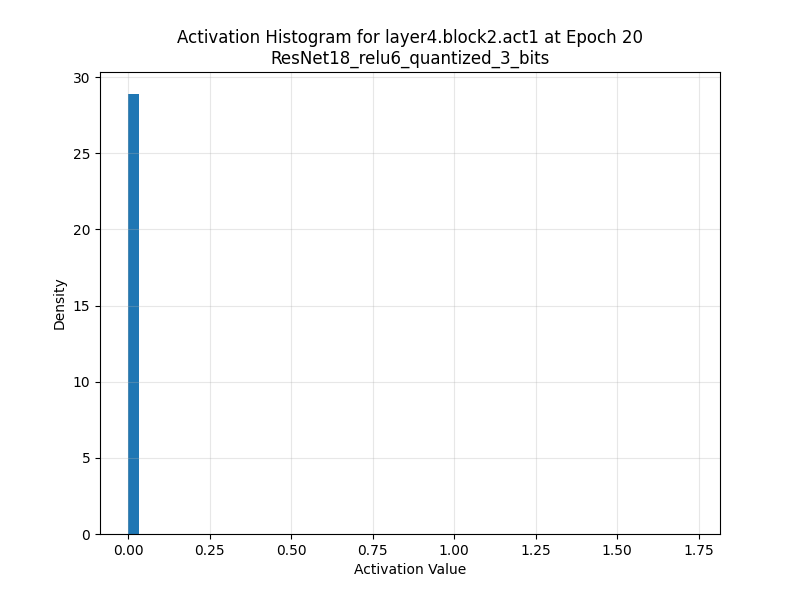 Activation Histogram for layer4.block2.act1 at Epoch 20
ResNet18_relu6_quantized_3_bits
30
25
20
15
10
5
0
Density
0.00 0.25 0.50 0.75 1.00 1.25 1.50 1.75
Activation Value